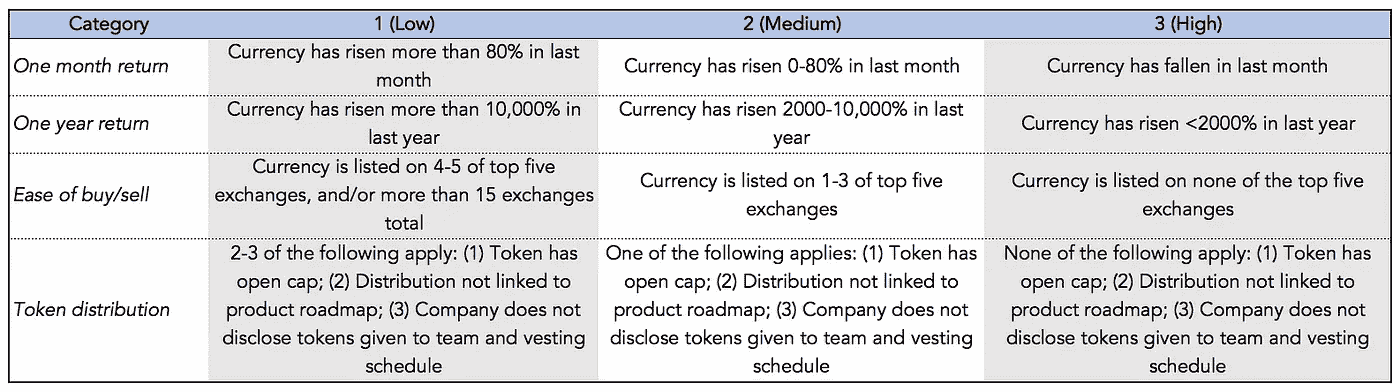 Category 1 (Low) 2 (Medium) 3 (High)
One month return
Currency has risen more than 80% in last
month
Currency has risen 0-80% in last month
Currency has fallen in last month
One year return
Currency has risen more than 10,000% in
last year
Currency has risen 2000-10,000% in last
year
Currency has risen <2000% in last year
Ease of buy/sell
Currency is listed on 4-5 of top five
exchanges, and/or more than 15 exchanges
total
Currency is listed on 1-3 of top five
exchanges
Currency is listed on none of the top five
exchanges
Token distribution
2-3 of the following apply: (1) Token has
open cap; (2) Distribution not linked to
product roadmap; (3) Company does not
disclose tokens given to team and vesting
schedule
One of the following applies: (1) Token has
open cap; (2) Distribution not linked to
product roadmap; (3) Company does not
disclose tokens given to team and vesting
schedule
None of the following apply: (1) Token has
open cap; (2) Distribution not linked to
product roadmap; (3) Company does not
disclose tokens given to team and vesting
schedule